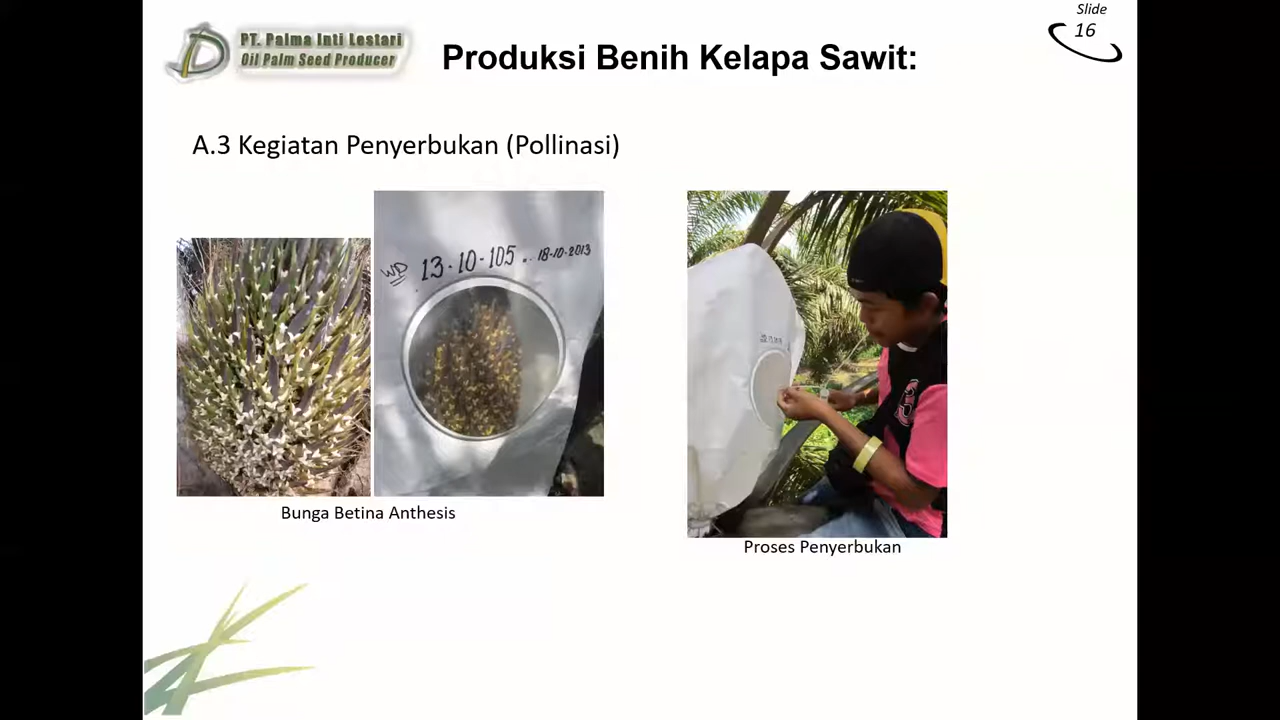 PT. Palma Inti Lestari
Oil Palm Seed Producer
Produksi Benih Kelapa Sawit:
Slide
16
A.3 Kegiatan Penyerbukan (Pollinasi)
WD 13-10-105 18-10-2013
Bunga Betina Anthesis
Proses Penyerbukan